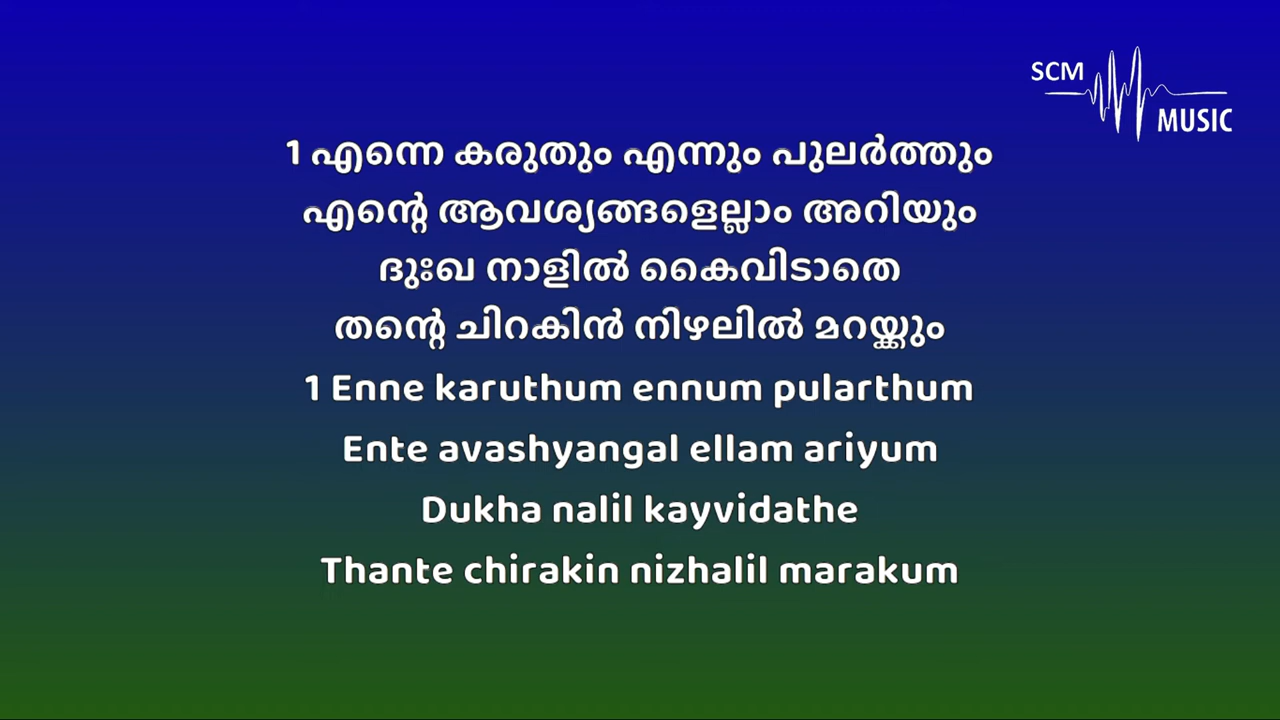 SCM
MUSIC
1 എന്നെ കരുതും എന്നും പുലർത്തും
എന്റെ ആവശ്യങ്ങളെല്ലാം അറിയും
ദുഃഖ നാളിൽ കൈവിടാതെ
തന്റെ ചിറകിൻ നിഴലിൽ മറയ്ക്കും
1 Enne karuthum ennum pularthum
Ente avashyangal ellam ariyum
Dukha nalil kayvidathe
Thante chirakin nizhalil marakum